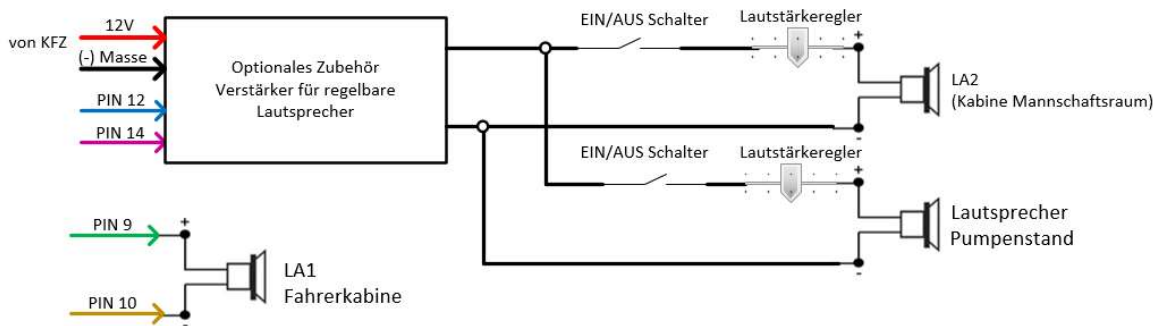 EIN/AUS Schalter
Lautstärkeregler
12V
+
von KFZ
(-) Masse
Optionales Zubehör
Verstärker für regelbare
Lautsprecher
LA2
(Kabine Mannschaftsraum)
PIN 12
PIN 14
-
EIN/AUS Schalter
Lautstärkeregler
+
Lautsprecher
Pumpenstand
-
PIN 9
+
LA1
Fahrerkabine
PIN 10
-